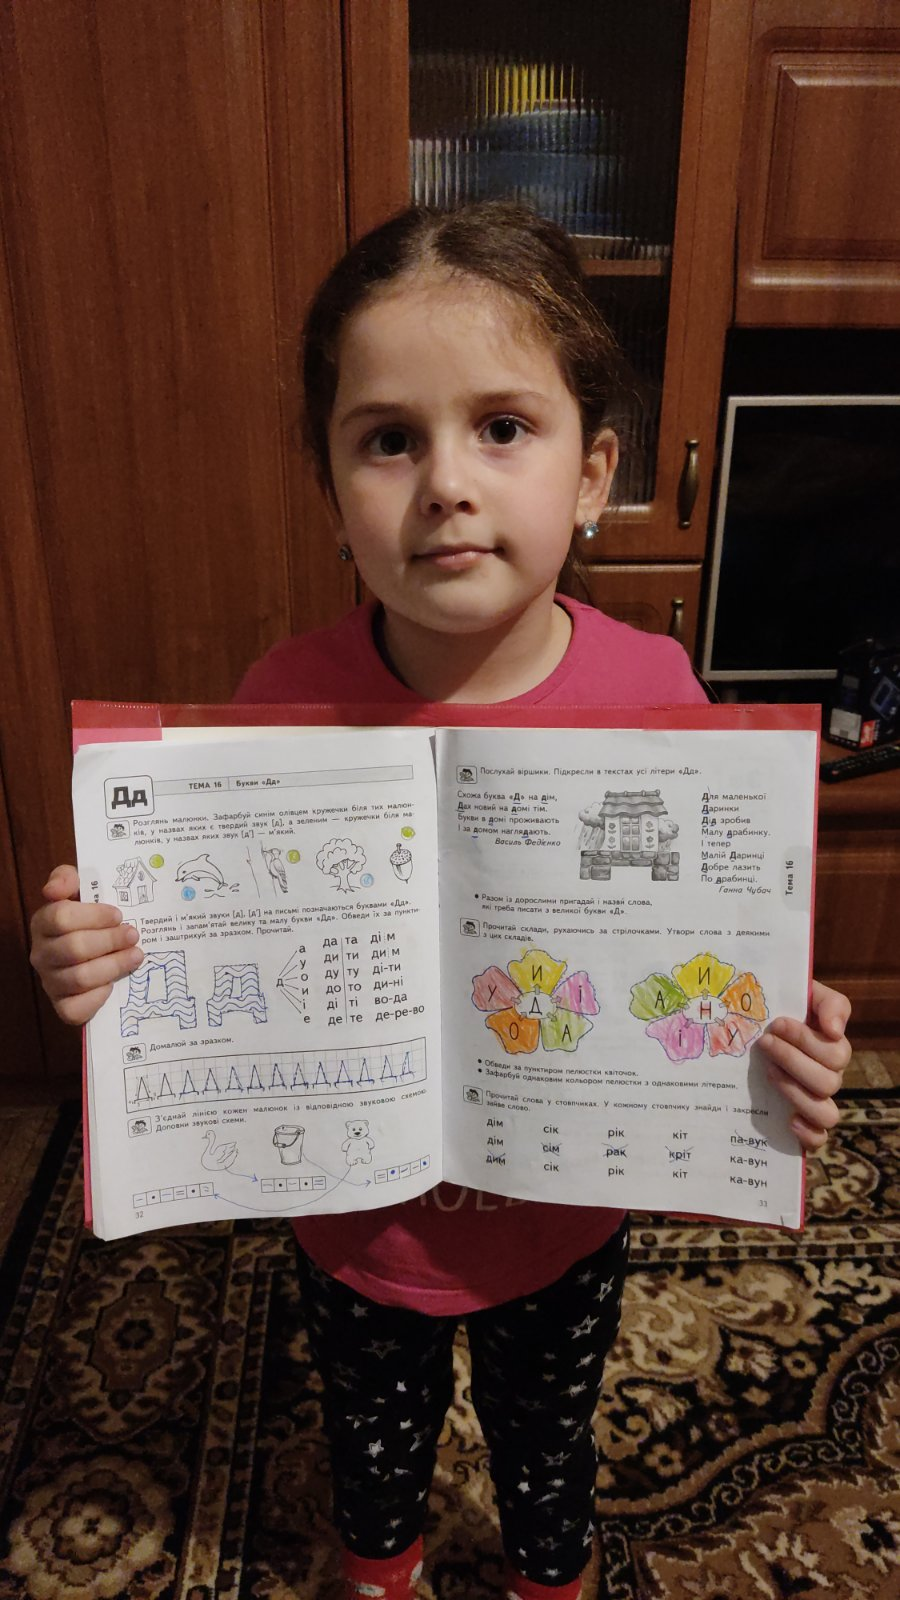 Дд
ТЕМА 16 Букви «Дд»
Розглянь малюнки. Зафарбуй синім олівцем кружечки біля тих малюн-
ків, у назвах яких є твердий звук [д], а зеленим — кружечки біля ма-
люнків, у назвах яких звук [д'] — м'який.
Твердий і м'який звуки [д], [д'] на письмі позначаються буквами «Дд».
Розглянь і запам'ятай велику та малу букви «Дд». Обведи їх за пункти-
ром і заштрихуй за зразком. Прочитай.
Дд
д
а
у
о
и
і
е
да та ді м
ди ти ди м
ду ту ді-ти
до то ди-ні
ді ті во-да
де те де-ре-во
Домалюй за зразком.
З'єднай лінією кожен малюнок із відповідною звуковою схемою.
Доповни звукові схеми.
32
16
Послухай віршики. Підкресли в текстах усі літери «Дд».
Схожа буква «Д» на дім,
Дах новий на домі тім.
Букви в домі проживають
І за домом наглядають.
Василь Федієнко
Для маленької
Даринки
Дід зробив
Малу драбинку.
І тепер
Малій Даринці
Добре лазить
По драбинці.
Ганна Чубач
• Разом із дорослими пригадай і назви слова,
які треба писати з великої букви «Д».
Тема 16
Прочитай склади, рухаючись за стрілочками. Утвори слова з деякими
з цих складів.
У И І О А Д
А И О І У Н
• Обведи за пунктиром пелюстки квіточок.
• Зафарбуй однаковим кольором пелюстки з однаковими літерами.
Прочитай слова у стовпчиках. У кожному стовпчику знайди і закресли
зайве слово.
дім сік рік кіт па-вук
дім сім рак кріт ка-вун
дим сік рік кіт ка-вун
33